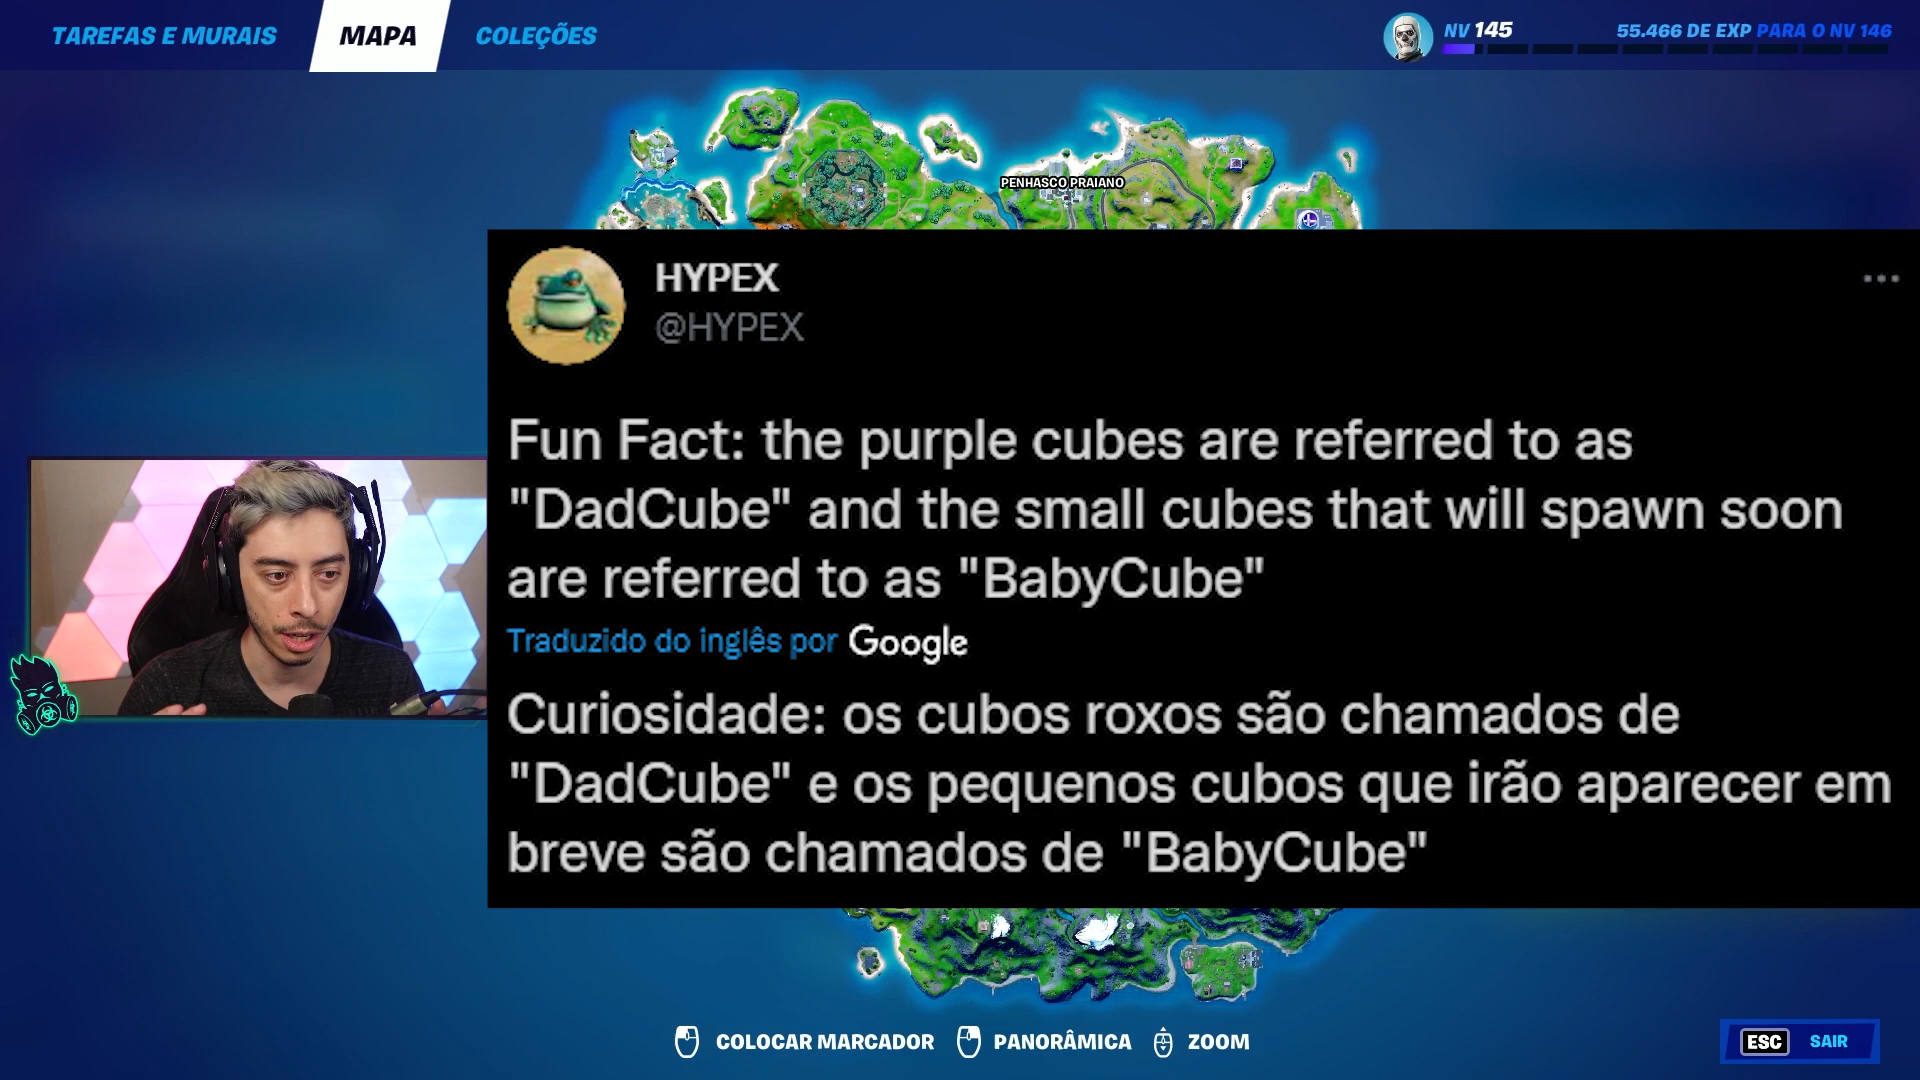 TAREFAS E MURAIS
MAPA
COLEÇÕES
NV 145
55.466 DE EXP PARA O NV 146
PENHASCO PRAIANO
HYPEX
@HYPEX
Fun Fact: the purple cubes are referred to as
"DadCube" and the small cubes that will spawn soon
are referred to as "BabyCube"
Traduzido do inglês por Google
Curiosidade: os cubos roxos são chamados de
"DadCube" e os pequenos cubos que irão aparecer em
breve são chamados de "BabyCube"
COLOCAR MARCADOR
PANORÂMICA
ZOOM
ESC SAIR